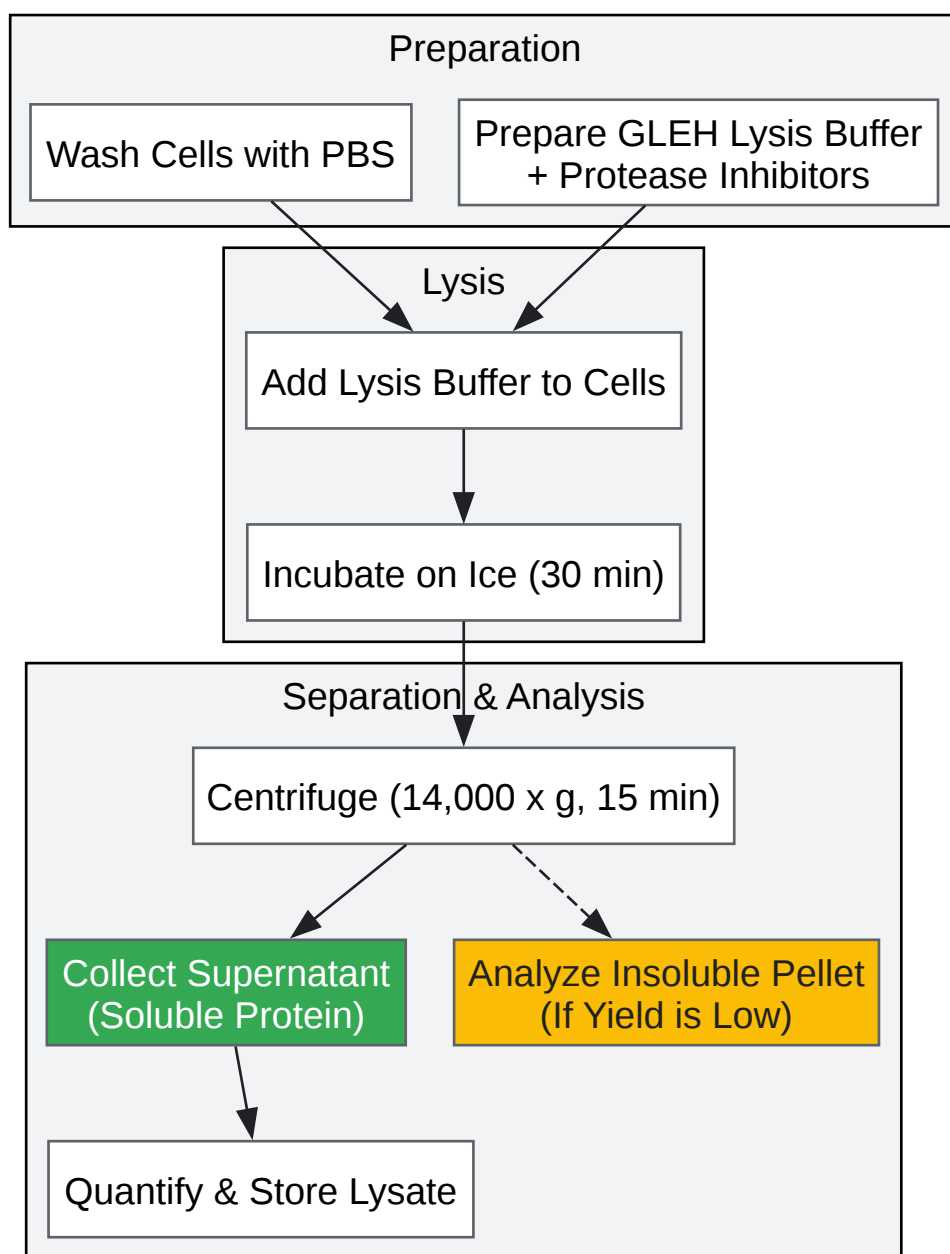 Preparation
Wash Cells with PBS
Prepare GLEH Lysis Buffer
+ Protease Inhibitors
Lysis
Add Lysis Buffer to Cells
Incubate on Ice (30 min)
Separation & Analysis
Centrifuge (14,000 x g, 15 min)
Collect Supernatant
(Soluble Protein)
Analyze Insoluble Pellet
(If Yield is Low)
Quantify & Store Lysate